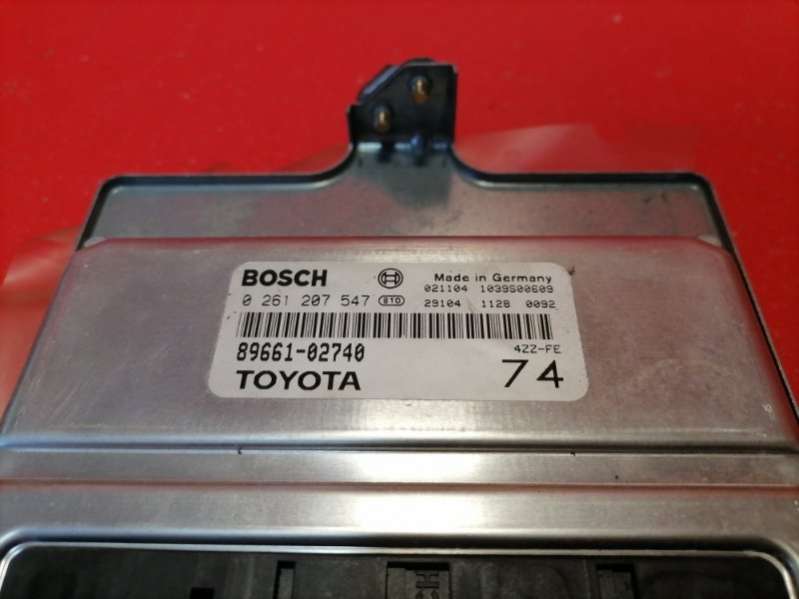 BOSCH Made in Germany
021104 1039S00609
0 261 207 547 29104 1128 0092
89661-02740 4ZZ-FE
TOYOTA 74
CH